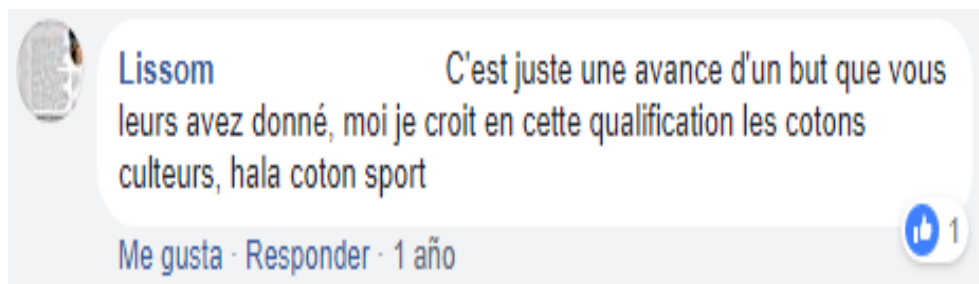 Lissom C'est juste une avance d'un but que vous
leurs avez donné, moi je croit en cette qualification les cotons
culteurs, hala coton sport
1
Me gusta · Responder · 1 año